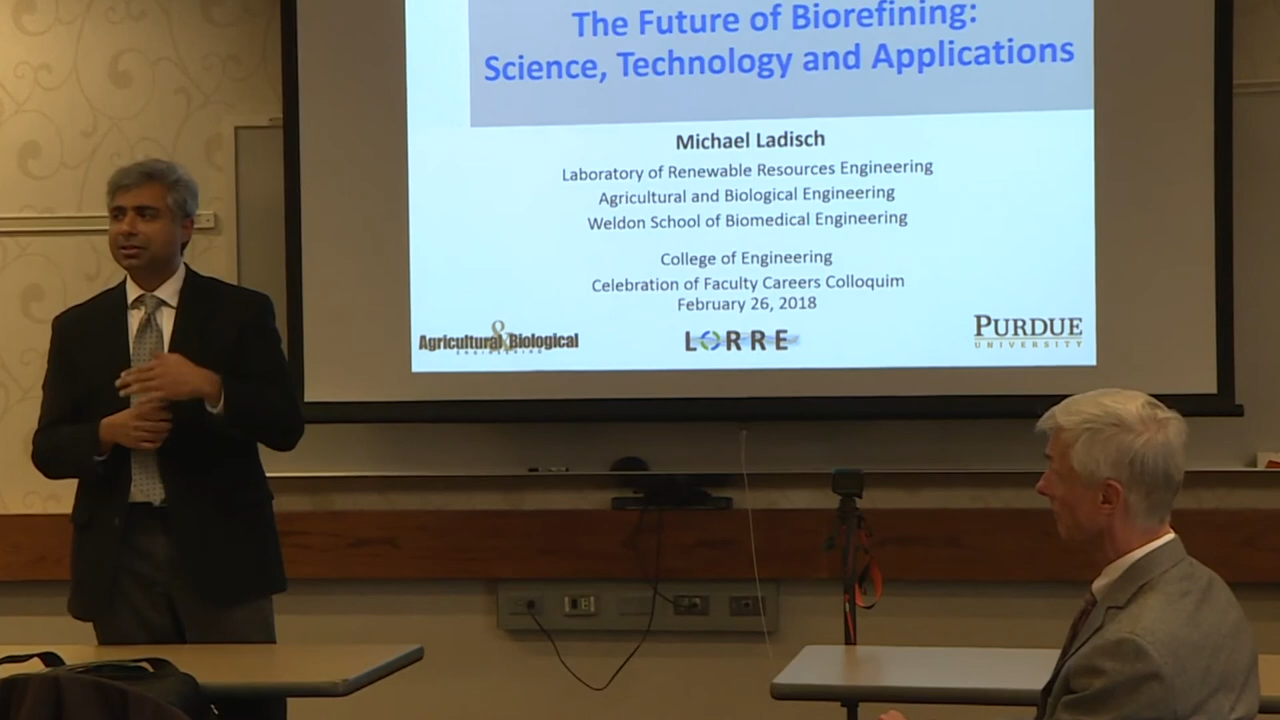 The Future of Biorefining:
Science, Technology and Applications
Michael Ladisch
Laboratory of Renewable Resources Engineering
Agricultural and Biological Engineering
Weldon School of Biomedical Engineering
College of Engineering
Celebration of Faculty Careers Colloquim
February 26, 2018
Agricultural & Biological
ENGINEERING
LORRE
PURDUE
UNIVERSITY